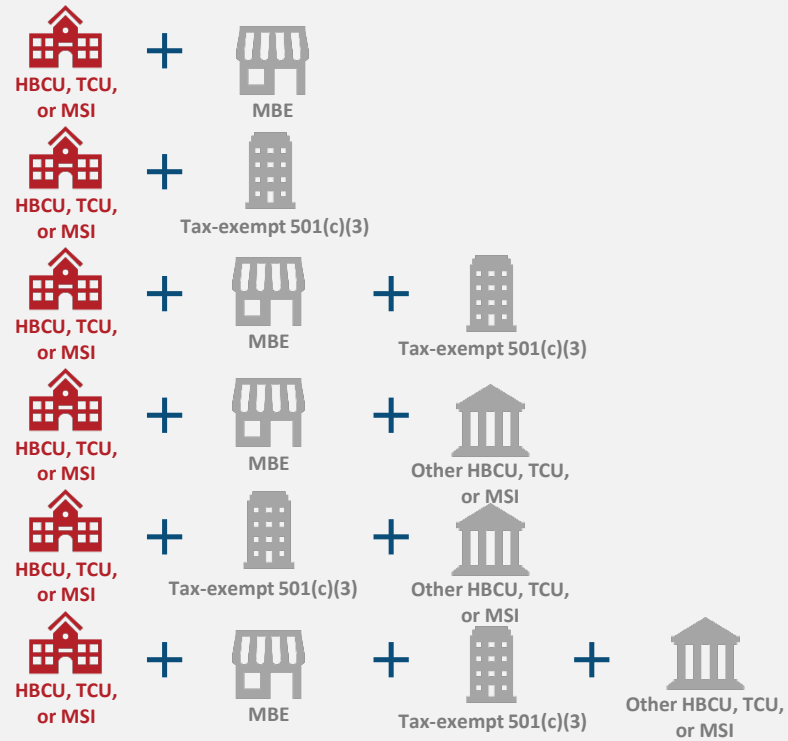 HBCU, TCU,
or MSI
+
MBE
HBCU, TCU,
or MSI
+
Tax-exempt 501(c)(3)
HBCU, TCU,
or MSI
+
MBE
+
Tax-exempt 501(c)(3)
HBCU, TCU,
or MSI
+
MBE
+
Other HBCU, TCU,
or MSI
HBCU, TCU,
or MSI
+
Tax-exempt 501(c)(3)
+
Other HBCU, TCU,
or MSI
HBCU, TCU,
or MSI
+
MBE
+
Tax-exempt 501(c)(3)
+
Other HBCU, TCU,
or MSI